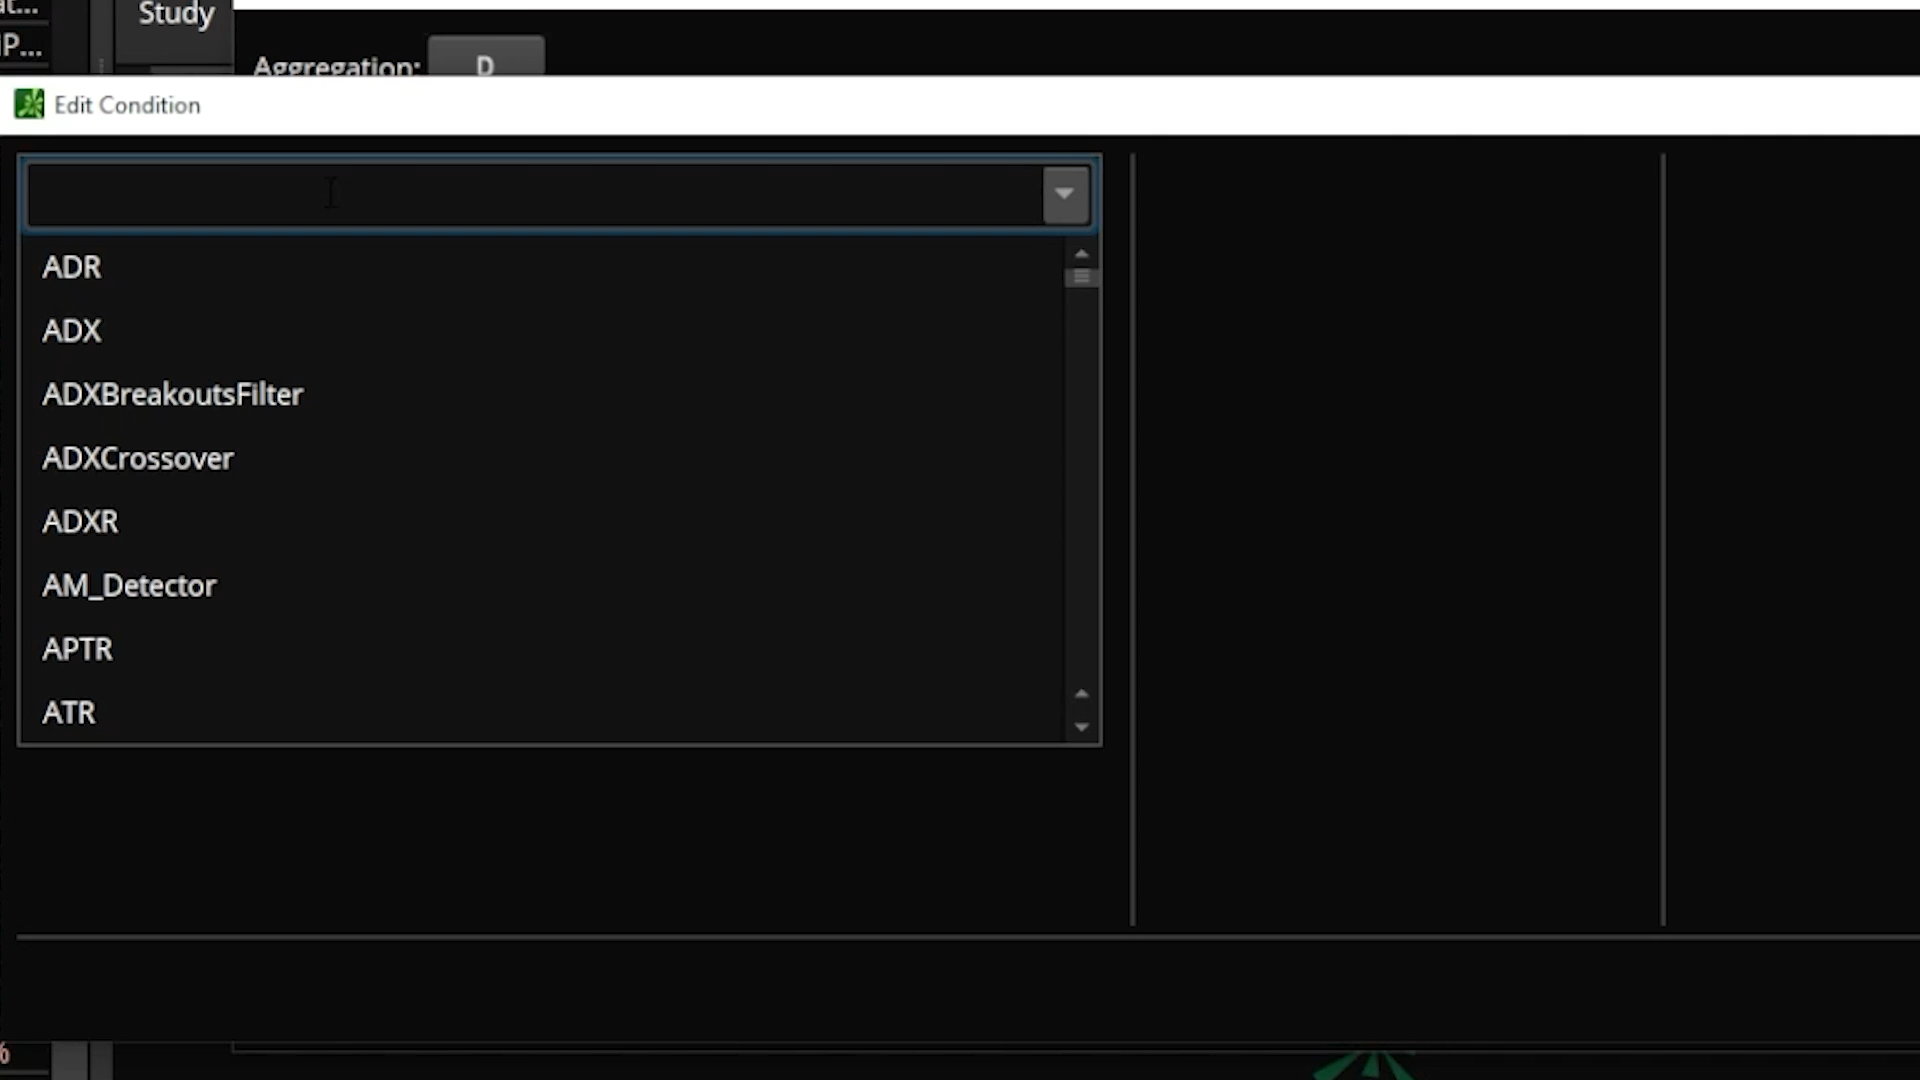 Study
Aggregation: D
Edit Condition
ADR
ADX
ADXBreakoutsFilter
ADXCrossover
ADXR
AM_Detector
APTR
ATR